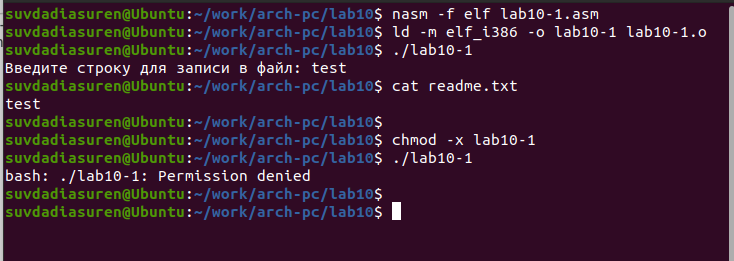 suvdadiasuren@Ubuntu:~/work/arch-pc/lab10$ nasm -f elf lab10-1.asm
suvdadiasuren@Ubuntu:~/work/arch-pc/lab10$ ld -m elf_i386 -o lab10-1 lab10-1.o
suvdadiasuren@Ubuntu:~/work/arch-pc/lab10$ ./lab10-1
Введите строку для записи в файл: test
suvdadiasuren@Ubuntu:~/work/arch-pc/lab10$ cat readme.txt
test
suvdadiasuren@Ubuntu:~/work/arch-pc/lab10$
suvdadiasuren@Ubuntu:~/work/arch-pc/lab10$ chmod -x lab10-1
suvdadiasuren@Ubuntu:~/work/arch-pc/lab10$ ./lab10-1
bash: ./lab10-1: Permission denied
suvdadiasuren@Ubuntu:~/work/arch-pc/lab10$
suvdadiasuren@Ubuntu:~/work/arch-pc/lab10$